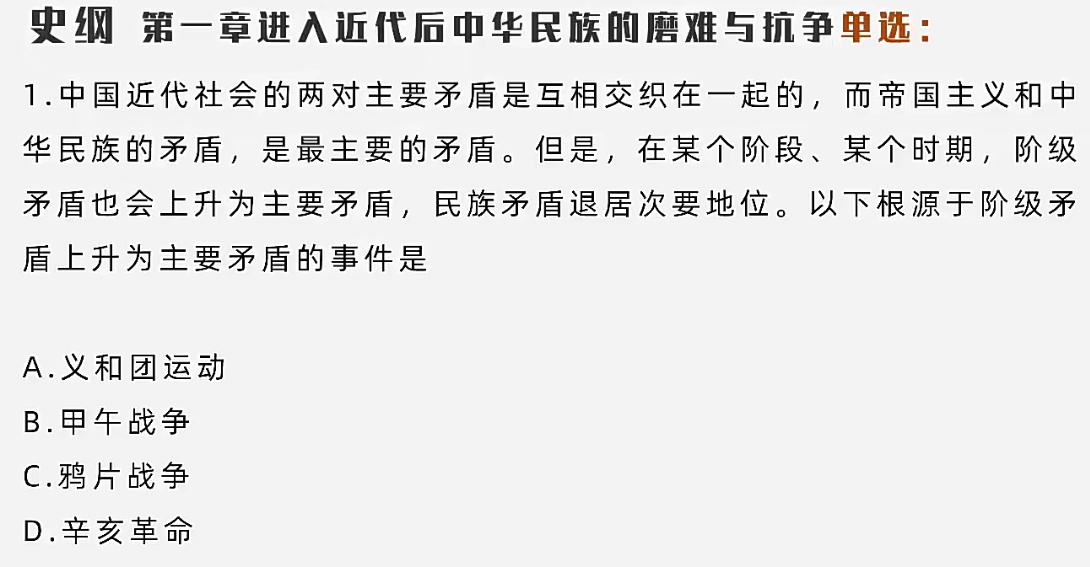 史纲 第一章进入近代后中华民族的磨难与抗争单选：
1.中国近代社会的两对主要矛盾是互相交织在一起的，而帝国主义和中
华民族的矛盾，是最主要的矛盾。但是，在某个阶段、某个时期，阶级
矛盾也会上升为主要矛盾，民族矛盾退居次要地位。以下根源于阶级矛
盾上升为主要矛盾的事件是
A.义和团运动
B.甲午战争
C.鸦片战争
D.辛亥革命